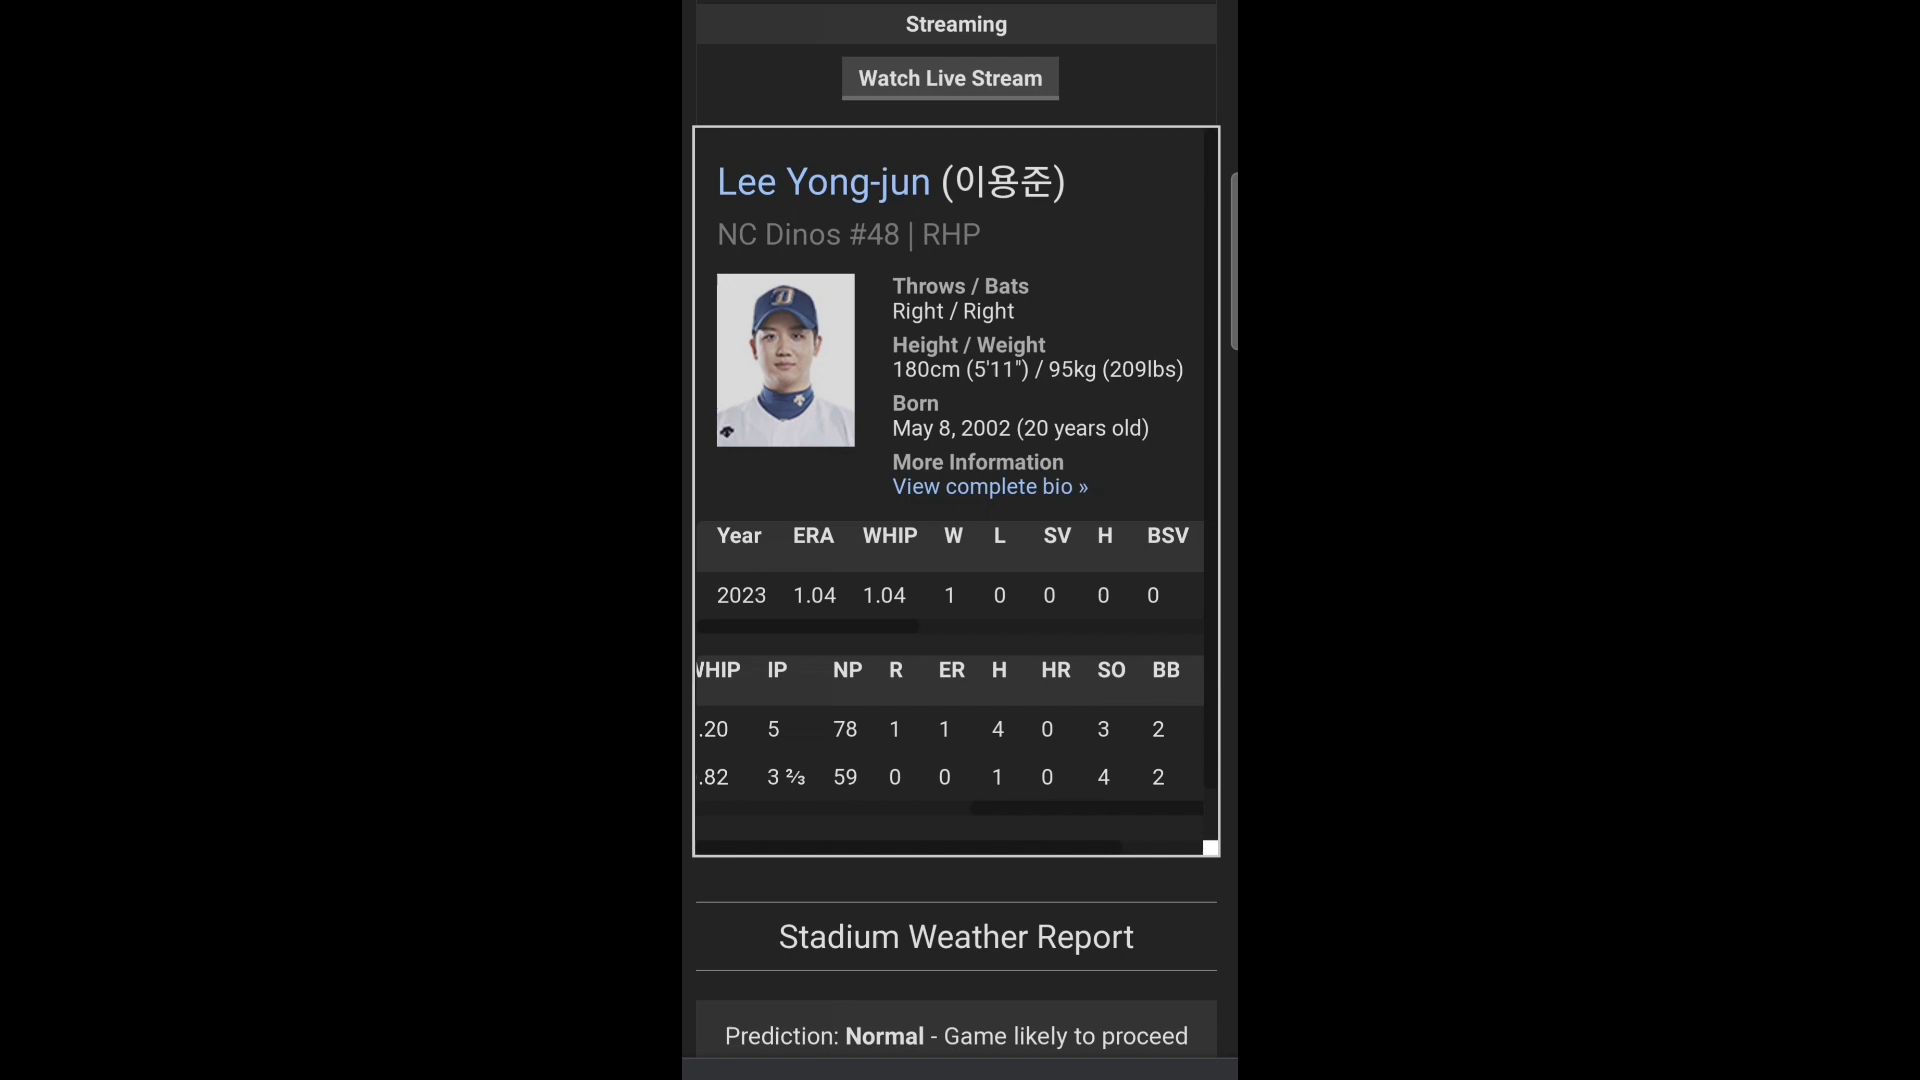 Streaming
Watch Live Stream
Lee Yong-jun (이용준)
NC Dinos #48 | RHP
Throws / Bats
Right / Right
Height / Weight
180cm (5'11") / 95kg (209lbs)
Born
May 8, 2002 (20 years old)
More Information
View complete bio »
Year ERA WHIP W L SV H BSV
2023 1.04 1.04 1 0 0 0 0
WHIP IP NP R ER H HR SO BB
.20 5 78 1 1 4 0 3 2
.82 3 ⅔ 59 0 0 1 0 4 2
Stadium Weather Report
Prediction: Normal - Game likely to proceed